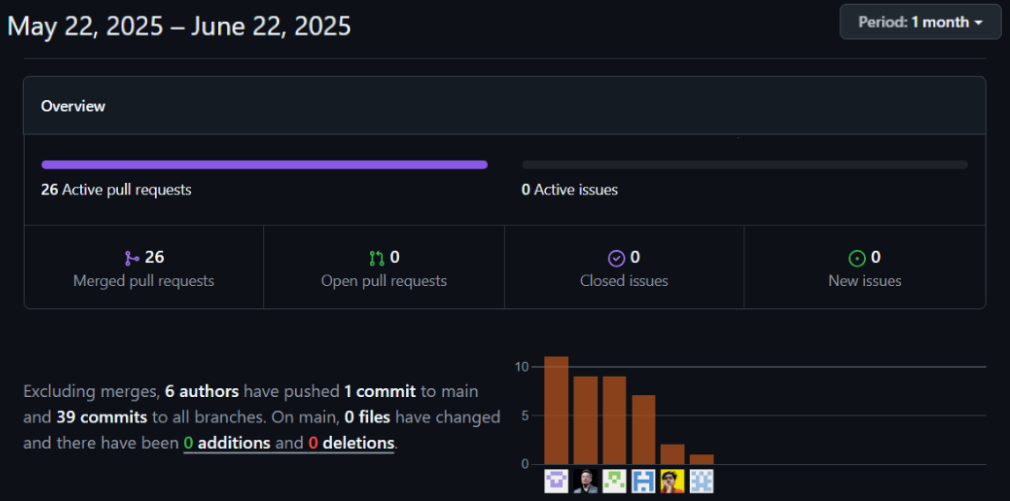 May 22, 2025 – June 22, 2025
Period: 1 month
Overview
26 Active pull requests
0 Active issues
26
Merged pull requests
0
Open pull requests
0
Closed issues
0
New issues
Excluding merges, 6 authors have pushed 1 commit to main
and 39 commits to all branches. On main, 0 files have changed
and there have been 0 additions and 0 deletions.
10
5
0